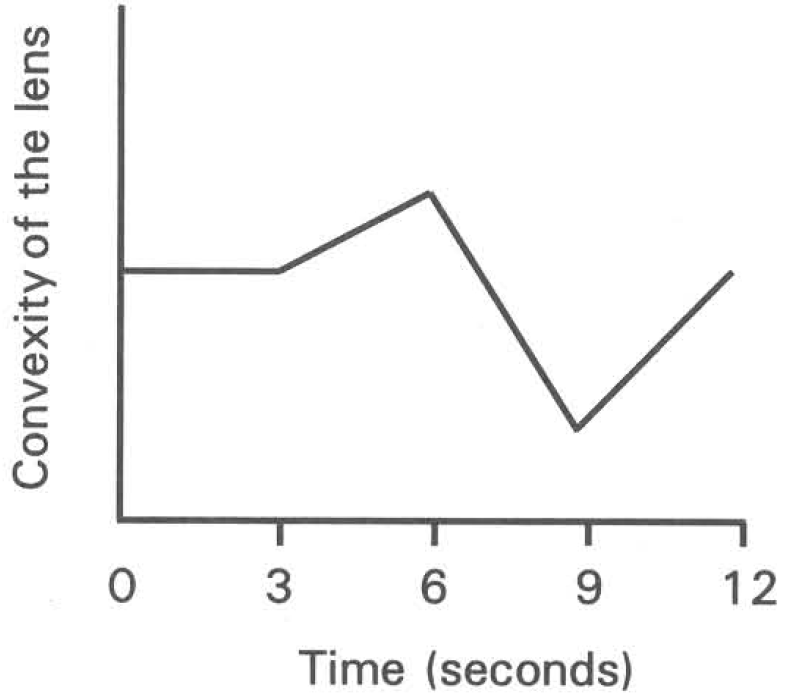 Convexity of the lens
0 3 6 9 12
Time (seconds)